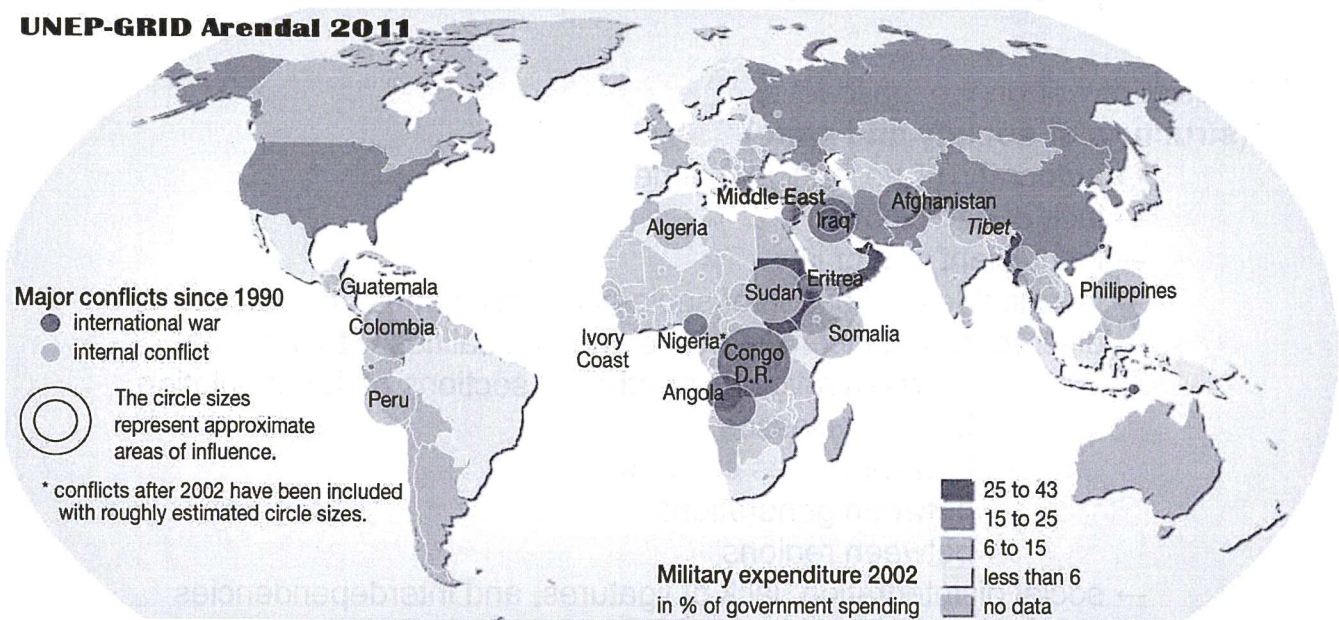 UNEP-GRID Arendal 2011
Middle East
Afghanistan
Algeria
Iraq*
Tibet
Guatemala
Eritrea
Sudan
Philippines
Major conflicts since 1990
international war
internal conflict
Colombia
Ivory
Coast
Nigeria*
Somalia
Congo
D.R.
Angola
Peru
The circle sizes
represent approximate
areas of influence.
* conflicts after 2002 have been included
with roughly estimated circle sizes.
25 to 43
15 to 25
6 to 15
less than 6
no data
Military expenditure 2002
in % of government spending